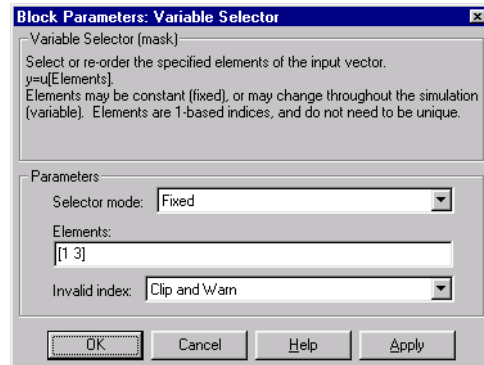 Block Parameters: Variable Selector
Variable Selector (mask)
Select or re-order the specified elements of the input vector.
y=u[Elements].
Elements may be constant (fixed), or may change throughout the simulation
(variable). Elements are 1-based indices, and do not need to be unique.
Parameters
Selector mode: Fixed
Elements:
[1 3]
Invalid index: Clip and Warn
OK Cancel Help Apply